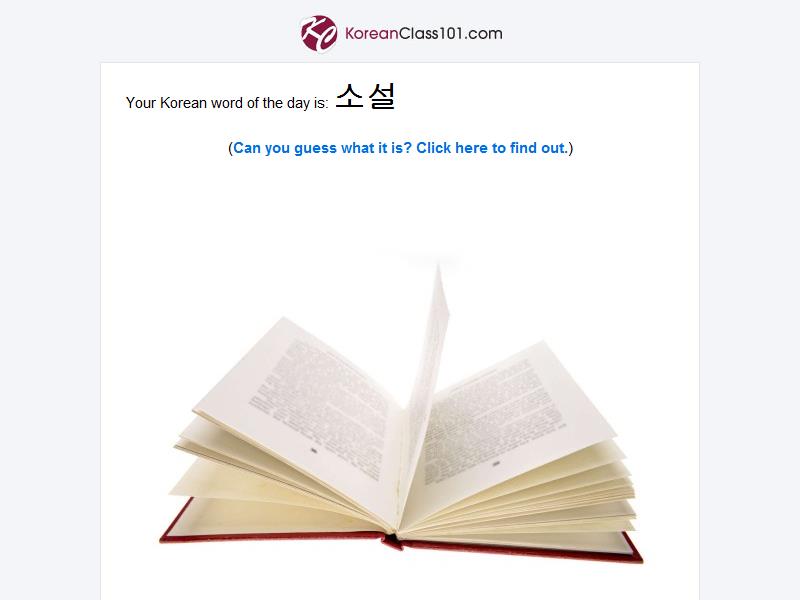 KoreanClass101.com
Your Korean word of the day is: 소설
(Can you guess what it is? Click here to find out.)